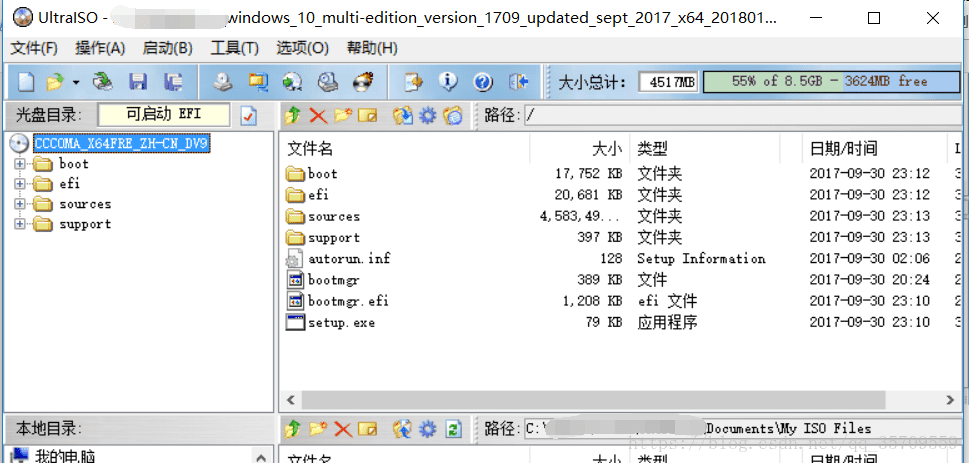 UltraISO - windows_10_multi-edition_version_1709_updated_sept_2017_x64_201801...
文件(F) 操作(A) 启动(B) 工具(T) 选项(O) 帮助(H)
大小总计: 4517MB 55% of 8.5GB - 3624MB free
光盘目录: 可启动 EFI 路径: /
CCCOMA_X64FRE_ZH-CN_DV9
boot
efi
sources
support
文件名 大小 类型 日期/时间 L
boot 17,752 KB 文件夹 2017-09-30 23:12 3
efi 20,681 KB 文件夹 2017-09-30 23:12 3
sources 4,583,49... 文件夹 2017-09-30 23:13 3
support 397 KB 文件夹 2017-09-30 23:13 3
autorun.inf 128 Setup Information 2017-09-30 02:06 2
bootmgr 389 KB 文件 2017-09-30 20:24 2
bootmgr.efi 1,208 KB efi 文件 2017-09-30 23:10 2
setup.exe 79 KB 应用程序 2017-09-30 23:10 3
本地目录: 路径: C:\ Documents\My ISO Files
https://blog.csdn.net/qq_35709559
我的电脑 文件名 大小 类型 日期/时间